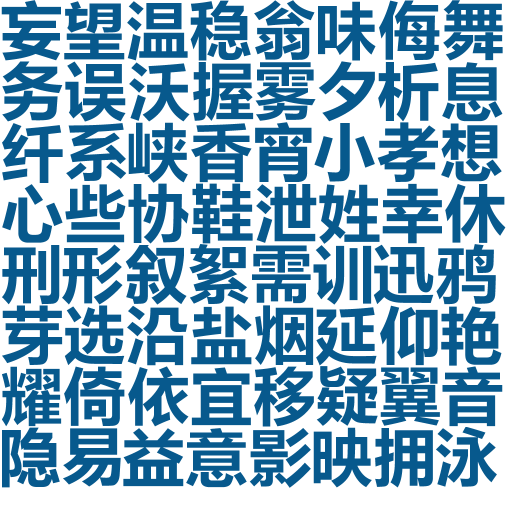 妄望温稳翁味侮舞
务误沃握雾夕析息
纤系峡香宵小孝想
心些协鞋泄姓幸休
刑形叙絮需训迅鸦
芽选沿盐烟延仰艳
耀倚依宜移疑翼音
隐易益意影映拥泳